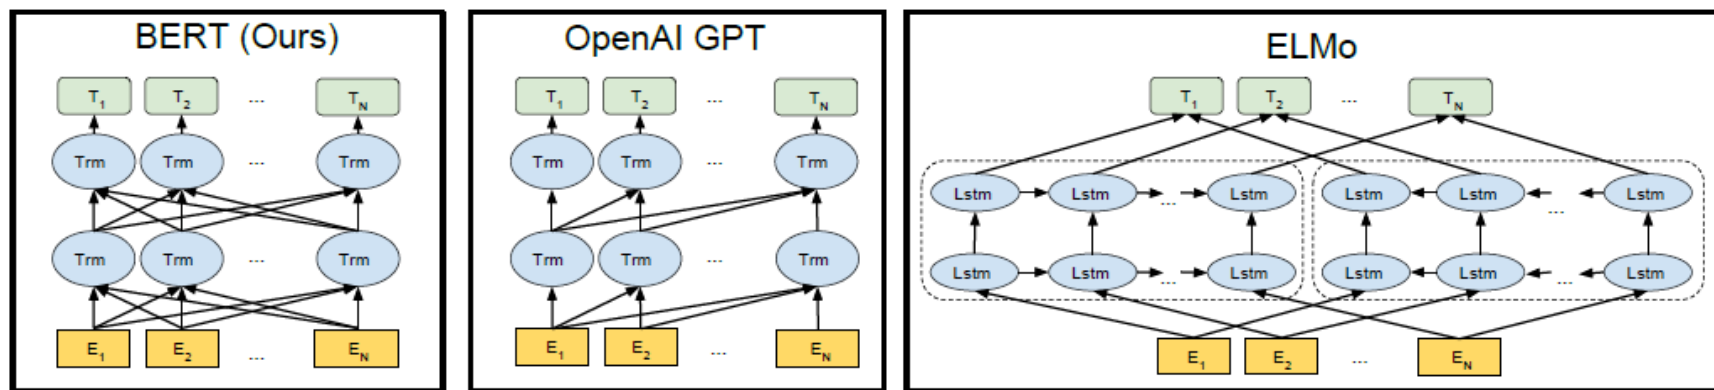 BERT (Ours)
T1 T2 ... TN
Trm Trm ... Trm
Trm Trm ... Trm
E1 E2 ... EN
OpenAI GPT
T1 T2 ... TN
Trm Trm ... Trm
Trm Trm ... Trm
E1 E2 ... EN
ELMo
T1 T2 ... TN
Lstm Lstm ... Lstm Lstm Lstm ... Lstm
Lstm Lstm ... Lstm Lstm Lstm ... Lstm
E1 E2 ... EN